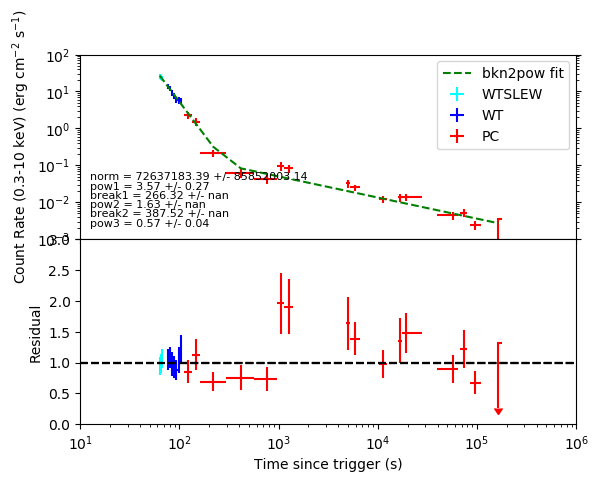 Count Rate (0.3-10 keV) (erg cm⁻² s⁻¹)
10²
10¹
10⁰
10⁻¹
10⁻²
10⁻³
bkn2pow fit
WTSLEW
WT
PC
norm = 72637183.39 +/- 85852003.14
pow1 = 3.57 +/- 0.27
break1 = 266.32 +/- nan
pow2 = 1.63 +/- nan
break2 = 387.52 +/- nan
pow3 = 0.57 +/- 0.04
Residual
3.0
2.5
2.0
1.5
1.0
0.5
0.0
10¹ 10² 10³ 10⁴ 10⁵ 10⁶
Time since trigger (s)